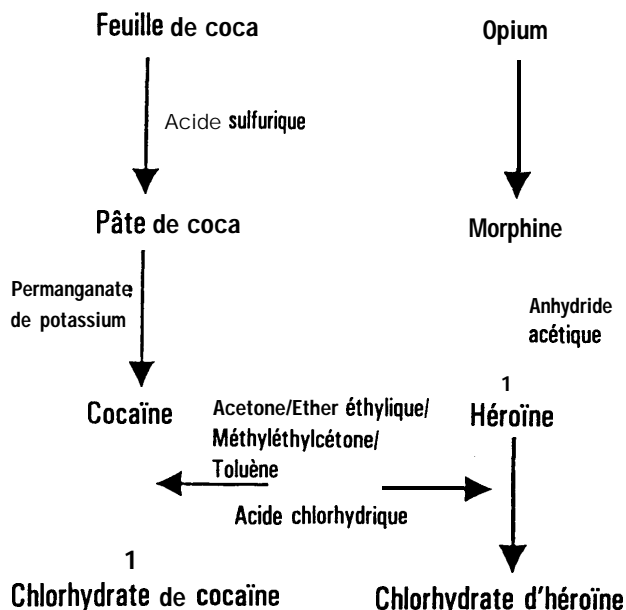 Feuille de coca
Opium
Acide sulfurique
Pâte de coca
Morphine
Permanganate
de potassium
Anhydride
acétique
1
Cocaïne
Acetone/Ether éthylique/
Méthyléthylcétone/
Toluène
Héroïne
Acide chlorhydrique
1
Chlorhydrate de cocaïne
Chlorhydrate d'héroïne